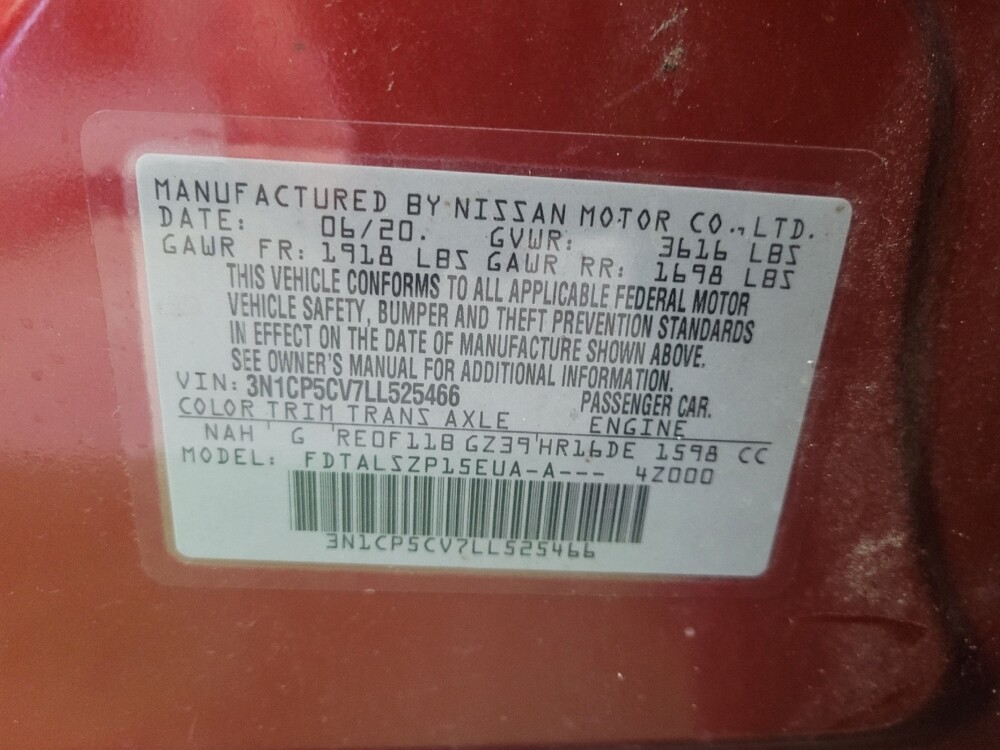 MANUFACTURED BY NISSAN MOTOR CO., LTD.
DATE: 06/20. GVWR: 3616 LBS
GAWR FR: 1918 LBS GAWR RR: 1698 LBS
THIS VEHICLE CONFORMS TO ALL APPLICABLE FEDERAL MOTOR
VEHICLE SAFETY, BUMPER AND THEFT PREVENTION STANDARDS
IN EFFECT ON THE DATE OF MANUFACTURE SHOWN ABOVE.
SEE OWNER'S MANUAL FOR ADDITIONAL INFORMATION.
VIN: 3N1CP5CV7LL525466 PASSENGER CAR.
COLOR TRIM TRANS AXLE ENGINE
NAH ' G 'RE0F11B GZ39'HR16DE 1598 CC
MODEL: FDTALSZP15EUA-A--- 4Z000
3N1CP5CV7LL525466